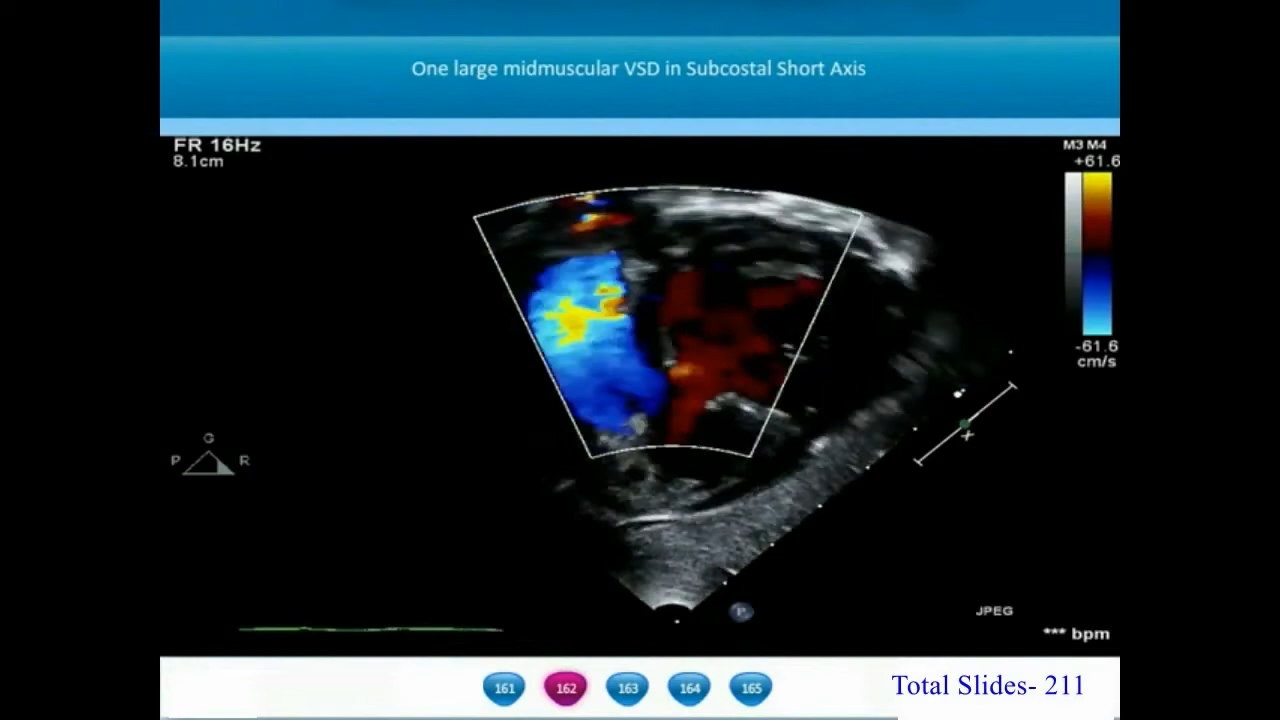 One large midmuscular VSD in Subcostal Short Axis
FR 16Hz
8.1cm
M3 M4
+61.6
-61.6
cm/s
G
P R
P
JPEG
*** bpm
161 162 163 164 165
Total Slides- 211